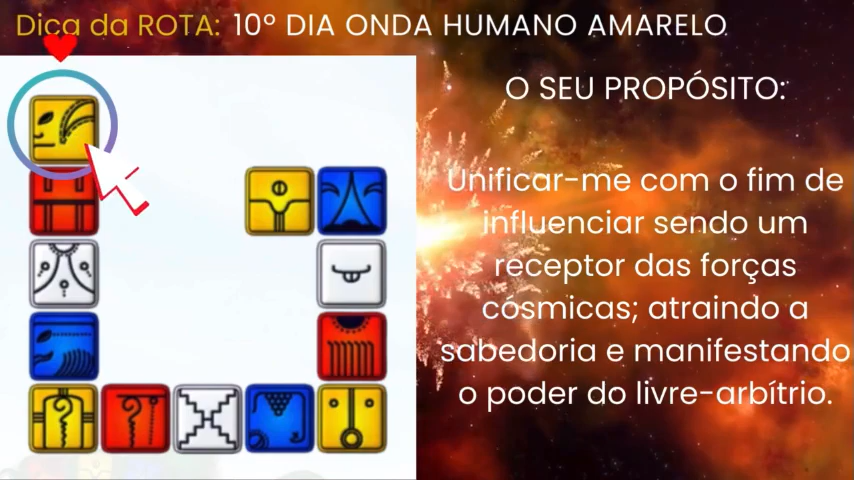 Dica da ROTA: 10º DIA ONDA HUMANO AMARELO
O SEU PROPÓSITO:
Unificar-me com o fim de
influenciar sendo um
receptor das forças
cósmicas; atraindo a
sabedoria e manifestando
o poder do livre-arbítrio.